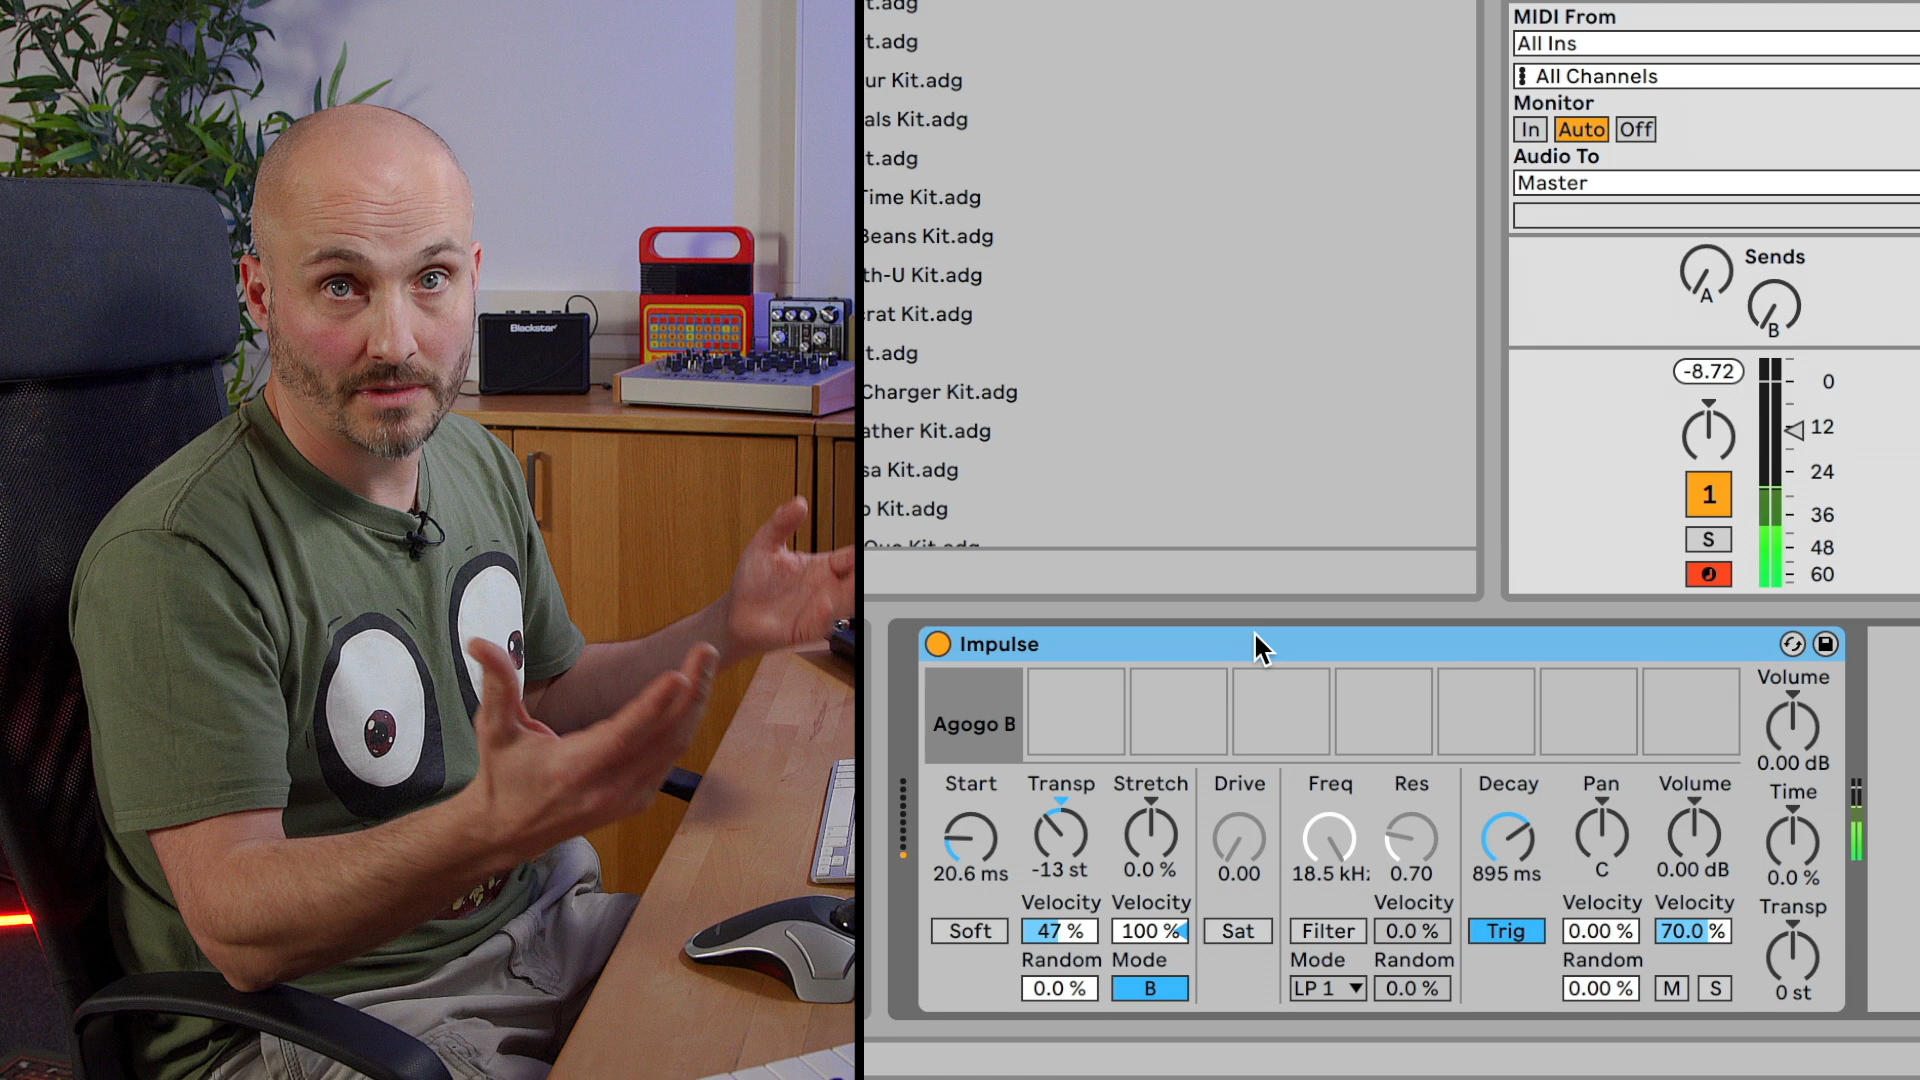 Blackstar
t.adg
t.adg
ur Kit.adg
als Kit.adg
t.adg
Time Kit.adg
Beans Kit.adg
th-U Kit.adg
rat Kit.adg
t.adg
Charger Kit.adg
ather Kit.adg
sa Kit.adg
o Kit.adg
MIDI From
All Ins
All Channels
Monitor
In Auto Off
Audio To
Master
Sends
A
B
-8.72
0
12
24
36
48
60
1
S
Impulse
Agogo B
Volume
0.00 dB
Time
0.0 %
Transp
0 st
Start Transp Stretch Drive Freq Res Decay Pan Volume
20.6 ms -13 st 0.0 % 0.00 18.5 kHz 0.70 895 ms C 0.00 dB
Velocity Velocity Velocity Velocity Velocity
Soft 47 % 100 % Sat Filter 0.0 % Trig 0.00 % 70.0 %
Random Mode Mode Random Random
0.0 % B LP 1 0.0 % 0.00 % M S